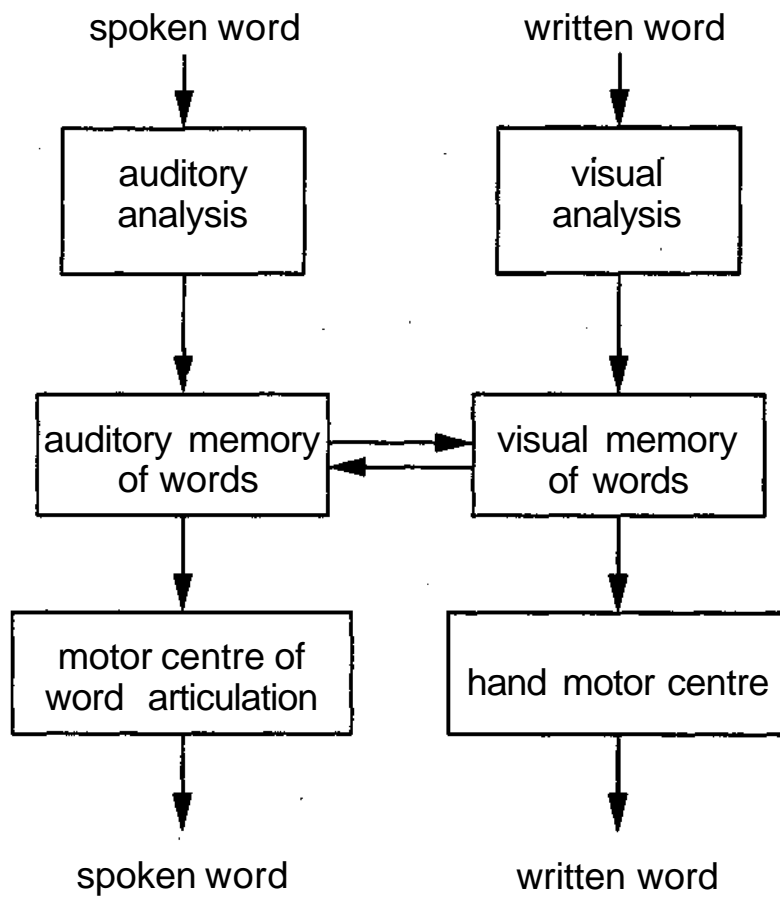 spoken word
written word
auditory
analysis
visual
analysis
auditory memory
of words
visual memory
of words
motor centre of
word articulation
hand motor centre
spoken word
written word